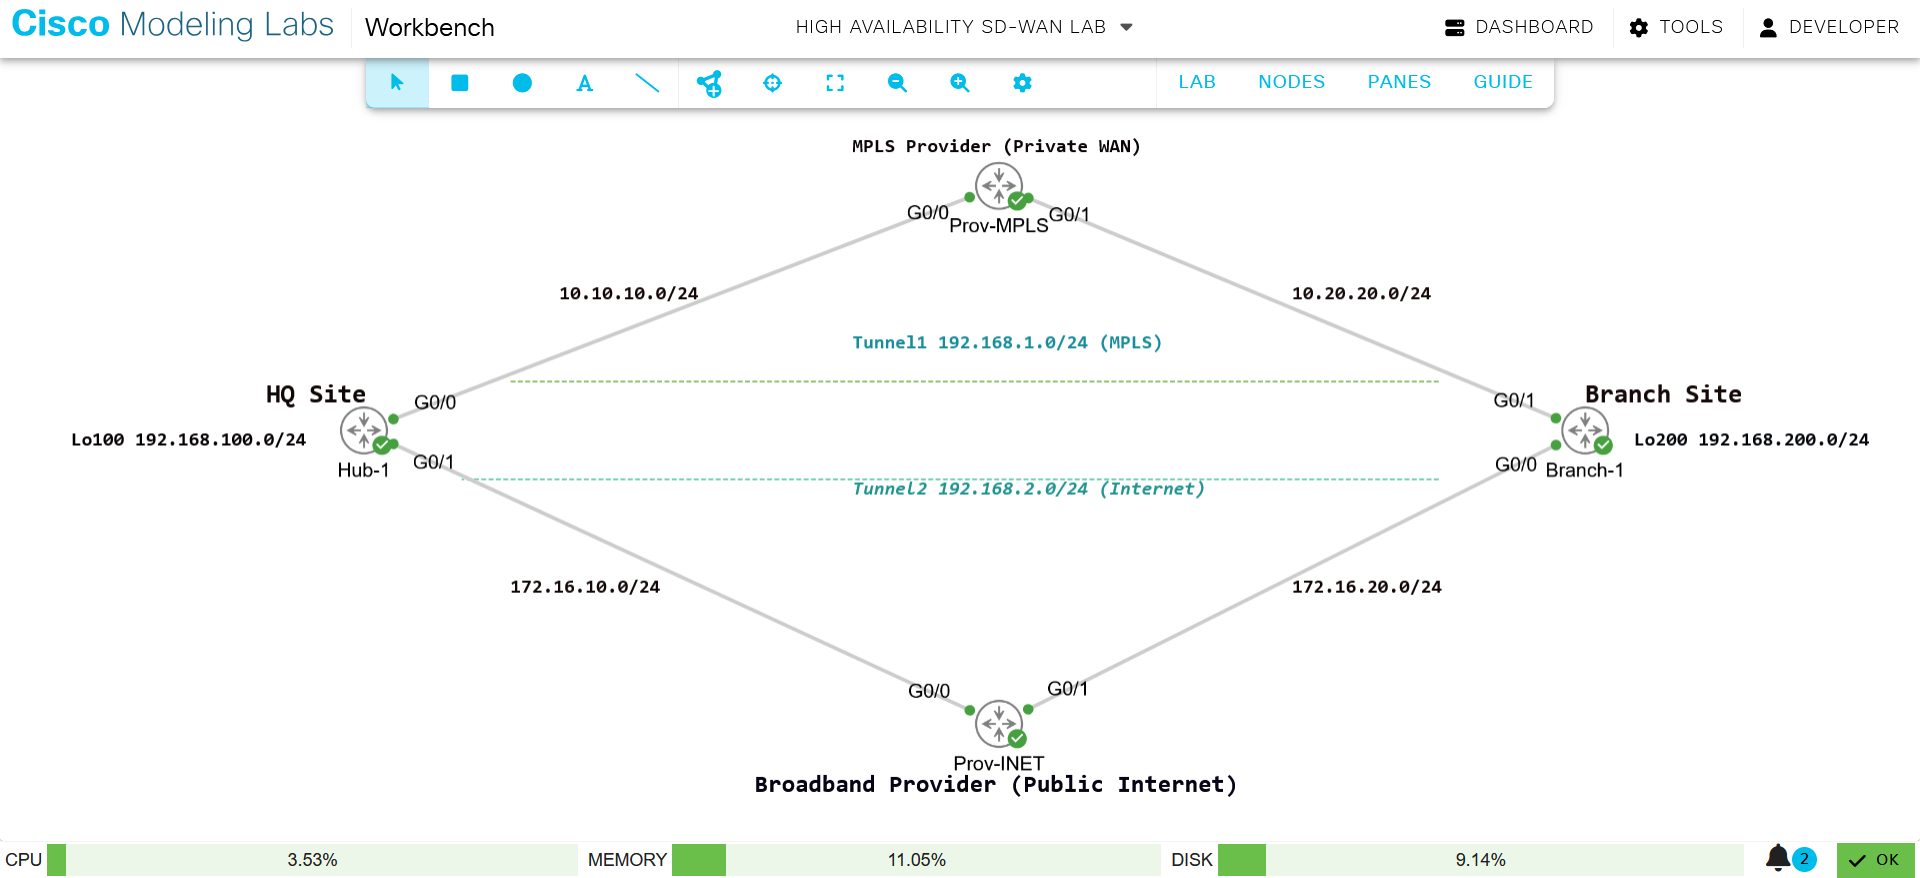 Cisco Modeling Labs Workbench HIGH AVAILABILITY SD-WAN LAB DASHBOARD TOOLS DEVELOPER
A LAB NODES PANES GUIDE
MPLS Provider (Private WAN)
G0/0 G0/1
Prov-MPLS
10.10.10.0/24 10.20.20.0/24
Tunnel1 192.168.1.0/24 (MPLS)
HQ Site Branch Site
G0/0 G0/1
Lo100 192.168.100.0/24 Lo200 192.168.200.0/24
G0/1 G0/0
Hub-1 Branch-1
Tunnel2 192.168.2.0/24 (Internet)
172.16.10.0/24 172.16.20.0/24
G0/0 G0/1
Prov-INET
Broadband Provider (Public Internet)
CPU 3.53% MEMORY 11.05% DISK 9.14% 2 OK